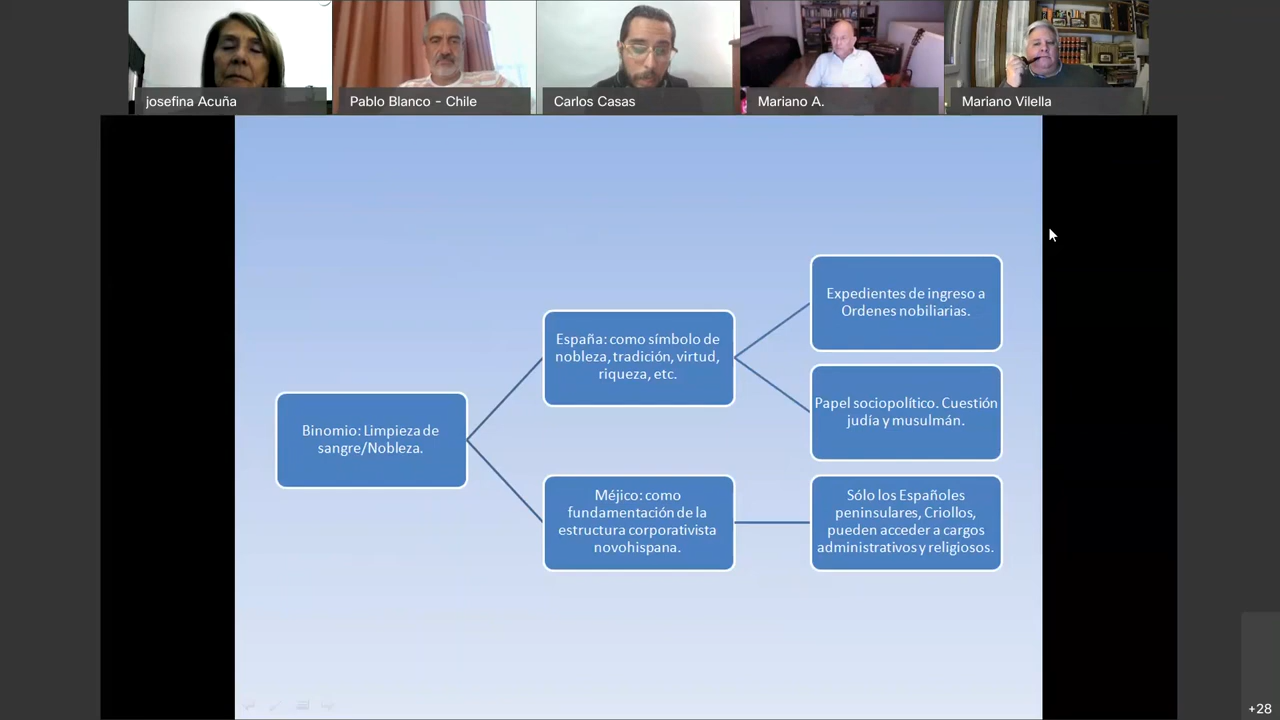 josefina Acuña
Pablo Blanco - Chile
Carlos Casas
Mariano A.
Mariano Vilella
Binomio: Limpieza de
sangre/Nobleza.
España: como símbolo de
nobleza, tradición, virtud,
riqueza, etc.
Expedientes de ingreso a
Ordenes nobiliarias.
Papel sociopolítico. Cuestión
judía y musulmán.
Méjico: como
fundamentación de la
estructura corporativista
novohispana.
Sólo los Españoles
peninsulares, Criollos,
pueden acceder a cargos
administrativos y religiosos.
+28